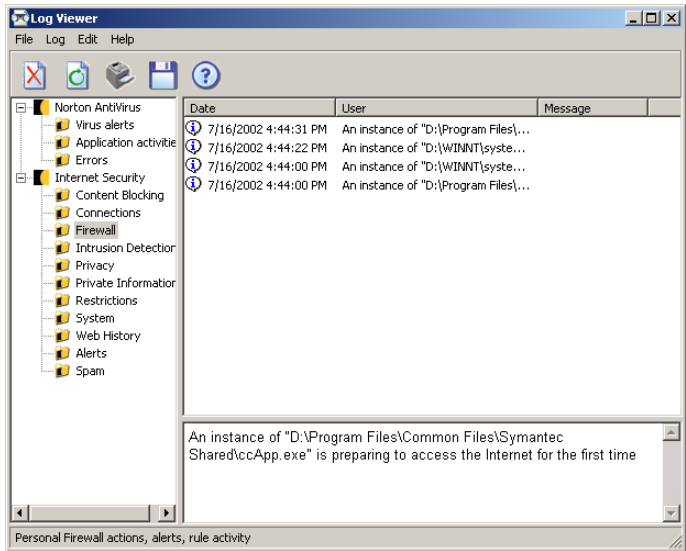 Log Viewer
File Log Edit Help
Norton AntiVirus
Virus alerts
Application activitie
Errors
Internet Security
Content Blocking
Connections
Firewall
Intrusion Detection
Privacy
Private Information
Restrictions
System
Web History
Alerts
Spam
Date User Message
7/16/2002 4:44:31 PM An instance of "D:\Program Files\...
7/16/2002 4:44:22 PM An instance of "D:\WINNT\syste...
7/16/2002 4:44:00 PM An instance of "D:\WINNT\syste...
7/16/2002 4:44:00 PM An instance of "D:\Program Files\...
An instance of "D:\Program Files\Common Files\Symantec
Shared\ccApp.exe" is preparing to access the Internet for the first time
Personal Firewall actions, alerts, rule activity